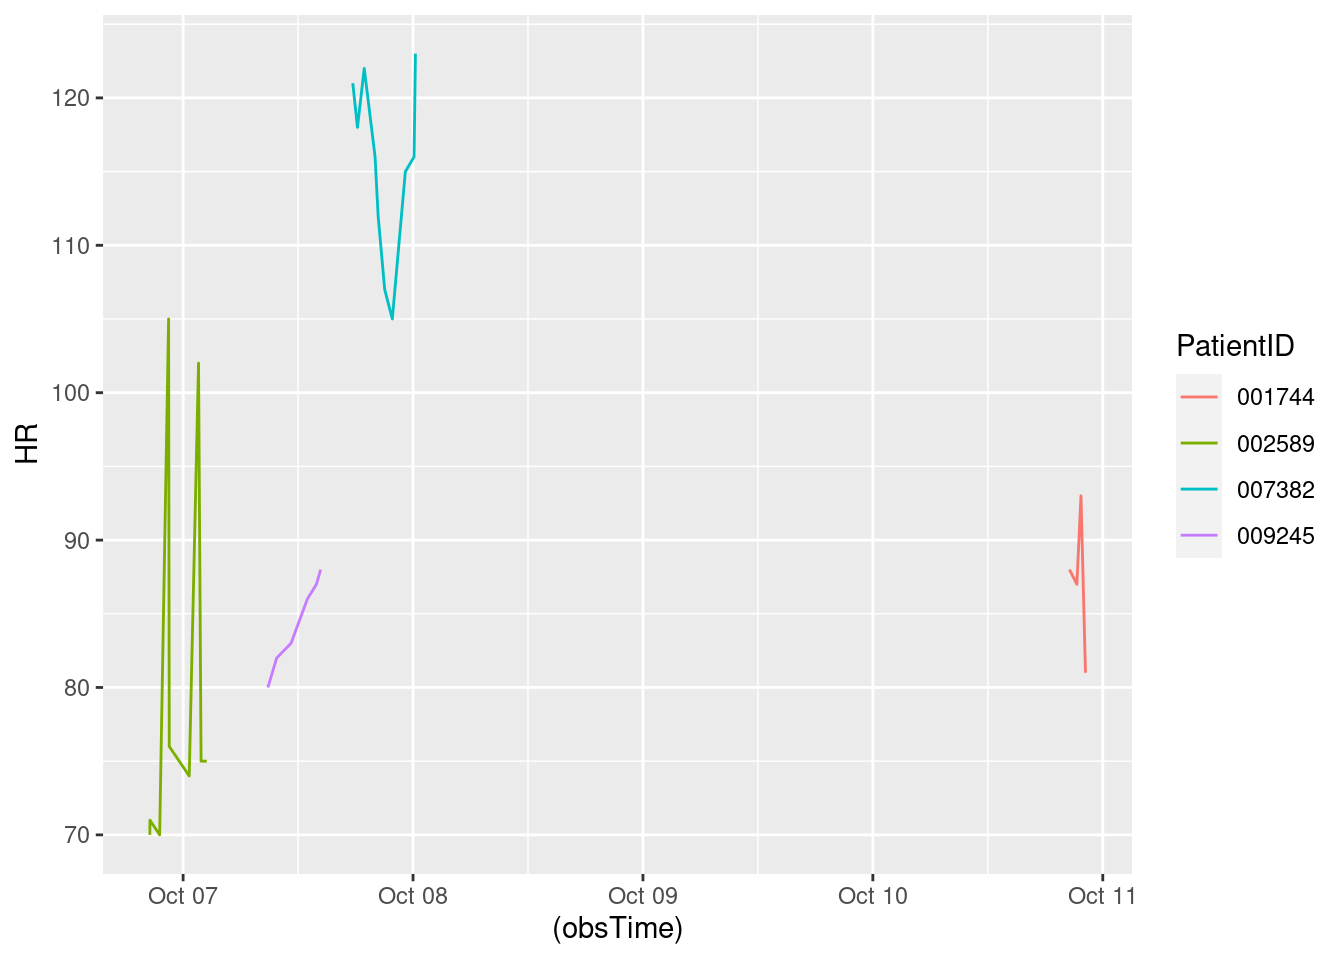 120
110
100
90
80
70
HR
Oct 07
Oct 08
Oct 09
Oct 10
Oct 11
(obsTime)
PatientID
001744
002589
007382
009245